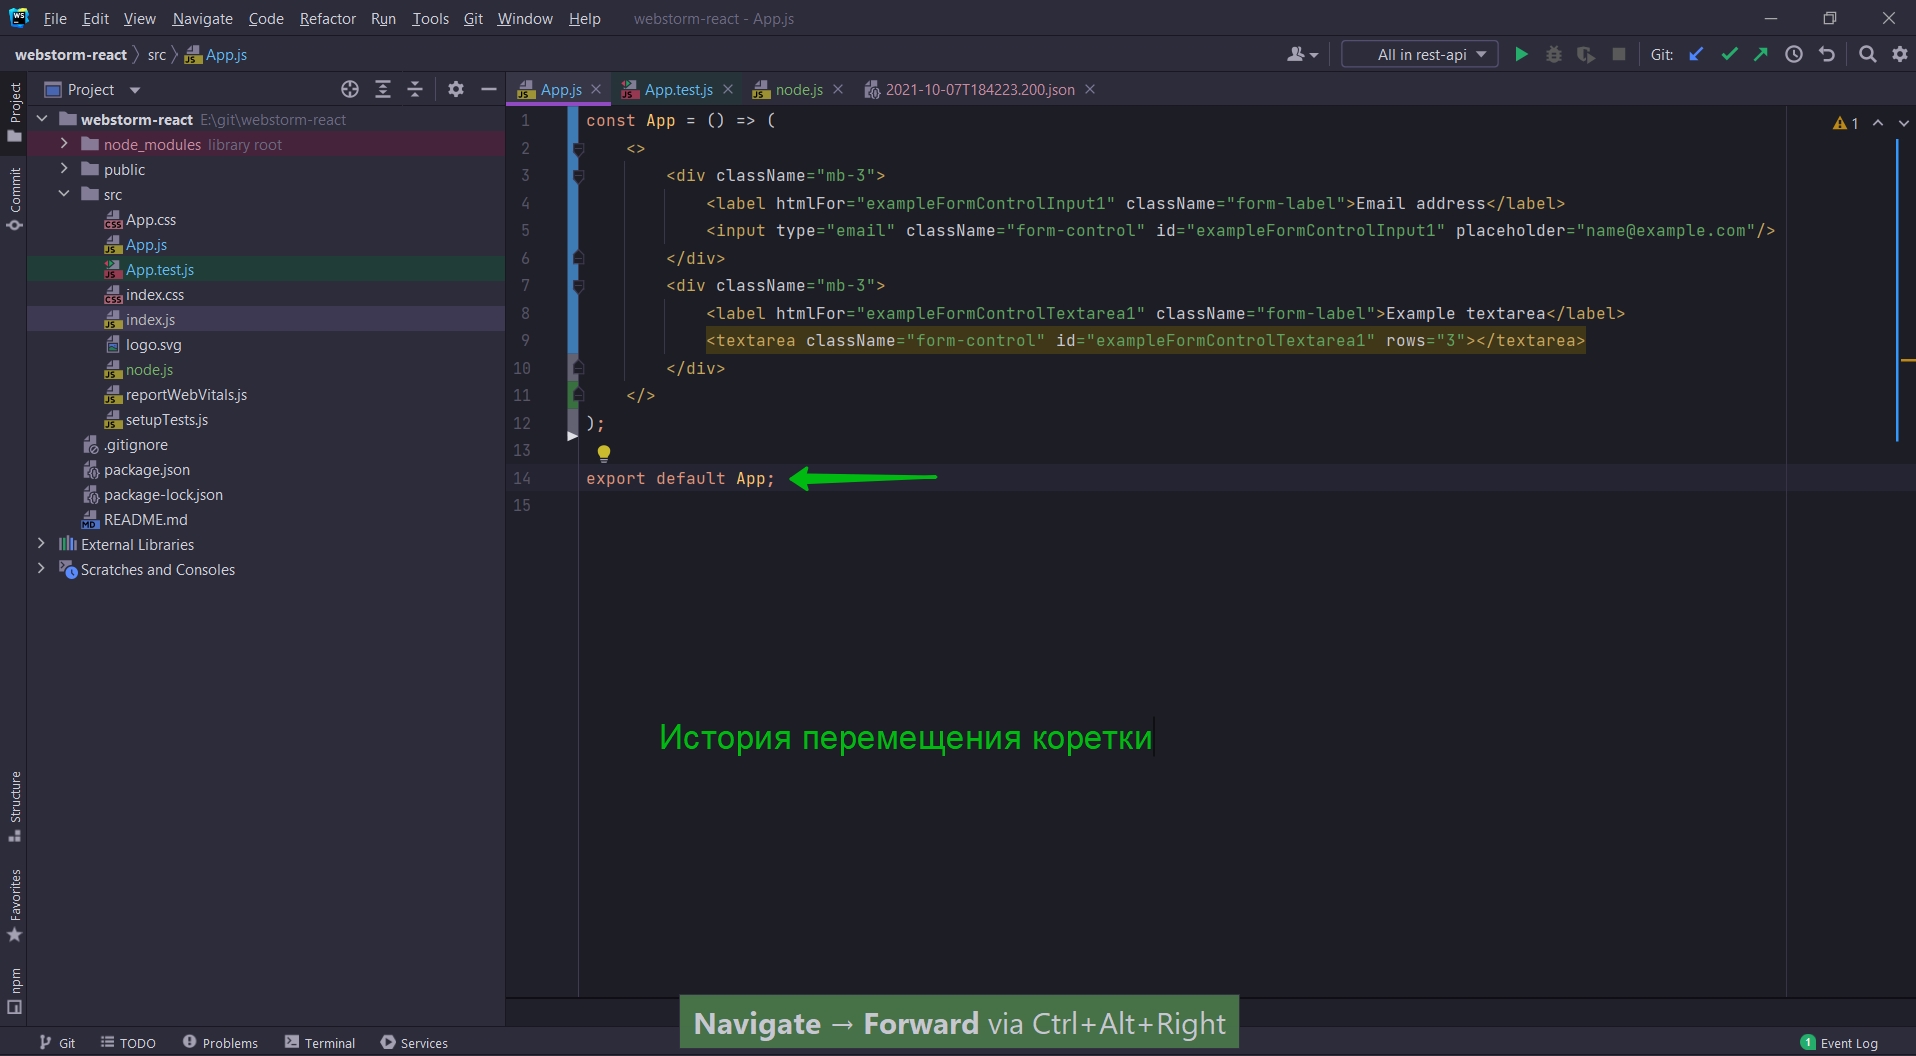 File Edit View Navigate Code Refactor Run Tools Git Window Help webstorm-react - App.js
webstorm-react src App.js All in rest-api Git:
Project
App.js App.test.js node.js 2021-10-07T184223.200.json
Project
Commit
Structure
Favorites
npm
webstorm-react E:\git\webstorm-react
node_modules library root
public
src
App.css
App.js
App.test.js
index.css
index.js
logo.svg
node.js
reportWebVitals.js
setupTests.js
.gitignore
package.json
package-lock.json
README.md
External Libraries
Scratches and Consoles
1 const App = () => (
2 <>
3 <div className="mb-3">
4 <label htmlFor="exampleFormControlInput1" className="form-label">Email address</label>
5 <input type="email" className="form-control" id="exampleFormControlInput1" placeholder="name@example.com"/>
6 </div>
7 <div className="mb-3">
8 <label htmlFor="exampleFormControlTextarea1" className="form-label">Example textarea</label>
9 <textarea className="form-control" id="exampleFormControlTextarea1" rows="3"></textarea>
10 </div>
11 </>
12 );
13
14 export default App;
15
1
История перемещения коретки
Navigate → Forward via Ctrl+Alt+Right
Git TODO Problems Terminal Services 1 Event Log